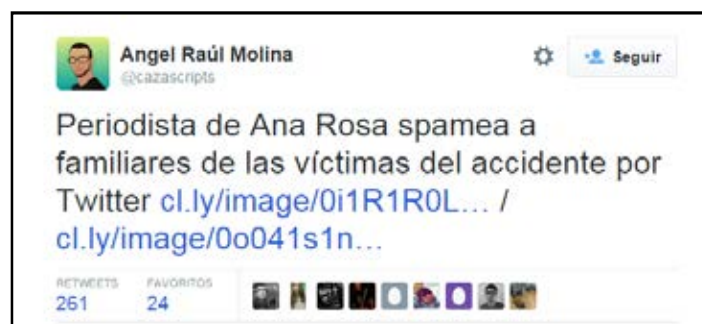 Angel Raúl Molina
@cazascripts
Seguir
Periodista de Ana Rosa spamea a
familiares de las víctimas del accidente por
Twitter cl.ly/image/0i1R1R0L... /
cl.ly/image/0o041s1n...
RETWEETS FAVORITOS
261 24